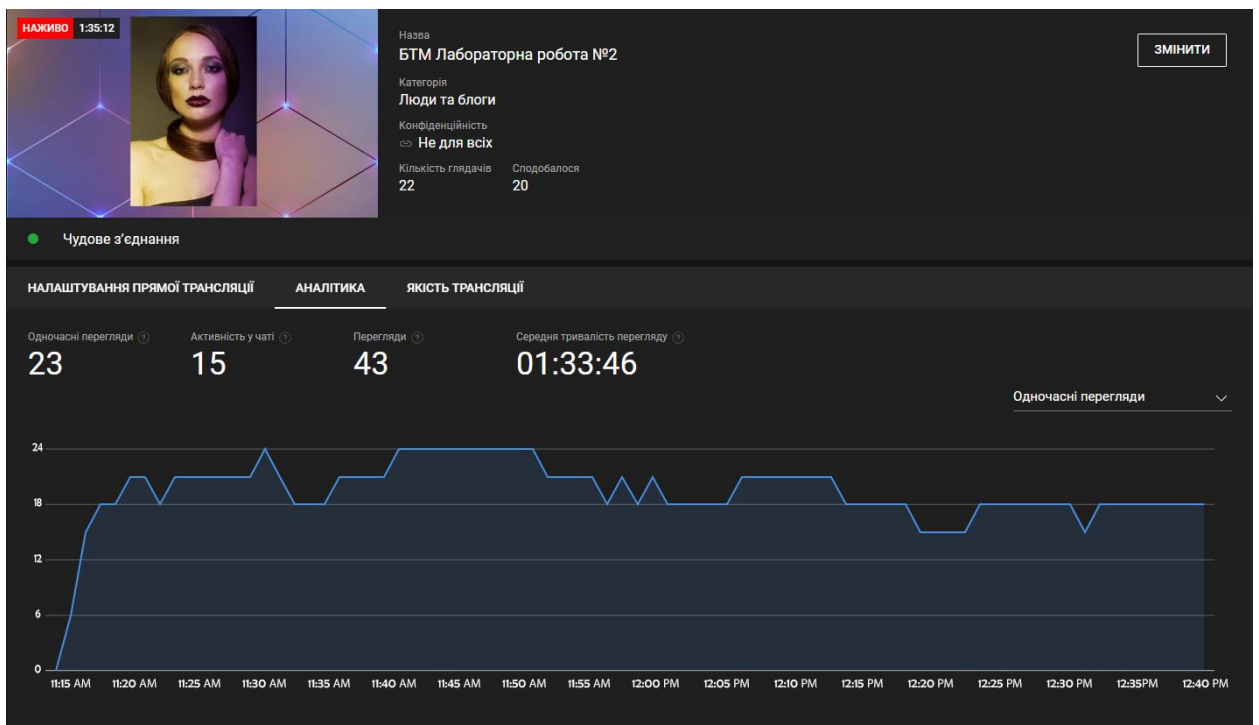 НАЖИВО 1:35:12
Назва
БТМ Лабораторна робота №2
ЗМІНИТИ
Категорія
Люди та блоги
Конфіденційність
Не для всіх
Кількість глядачів Сподобалося
22 20
Чудове з’єднання
НАЛАШТУВАННЯ ПРЯМОЇ ТРАНСЛЯЦІЇ АНАЛІТИКА ЯКІСТЬ ТРАНСЛЯЦІЇ
Одночасні перегляди ? Активність у чаті ? Перегляди ? Середня тривалість перегляду ?
23 15 43 01:33:46
Одночасні перегляди
24
18
12
6
0
11:15 AM 11:20 AM 11:25 AM 11:30 AM 11:35 AM 11:40 AM 11:45 AM 11:50 AM 11:55 AM 12:00 PM 12:05 PM 12:10 PM 12:15 PM 12:20 PM 12:25 PM 12:30 PM 12:35PM 12:40 PM